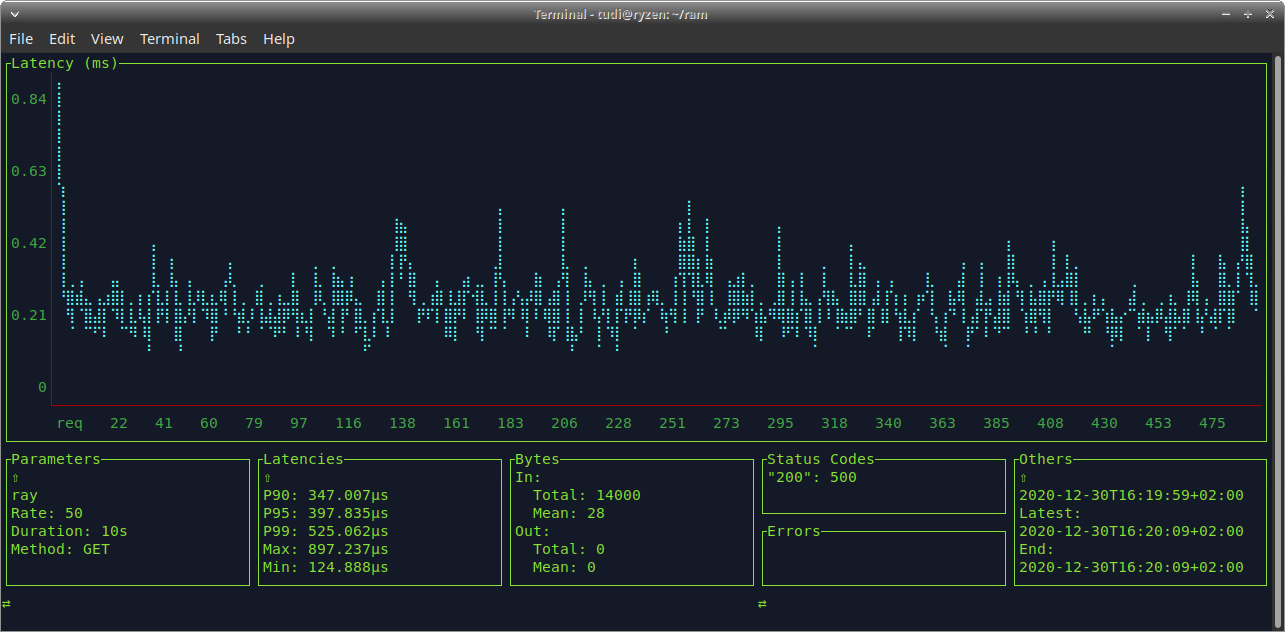 Terminal - tudi@ryzen: ~/ram
File Edit View Terminal Tabs Help
Latency (ms)
0.84
0.63
0.42
0.21
0
req 22 41 60 79 97 116 138 161 183 206 228 251 273 295 318 340 363 385 408 430 453 475
Parameters
⇧
ray
Rate: 50
Duration: 10s
Method: GET
Latencies
⇧
P90: 347.007µs
P95: 397.835µs
P99: 525.062µs
Max: 897.237µs
Min: 124.888µs
Bytes
In:
Total: 14000
Mean: 28
Out:
Total: 0
Mean: 0
Status Codes
"200": 500
Errors
Others
⇧
2020-12-30T16:19:59+02:00
Latest:
2020-12-30T16:20:09+02:00
End:
2020-12-30T16:20:09+02:00
⇄ ⇄